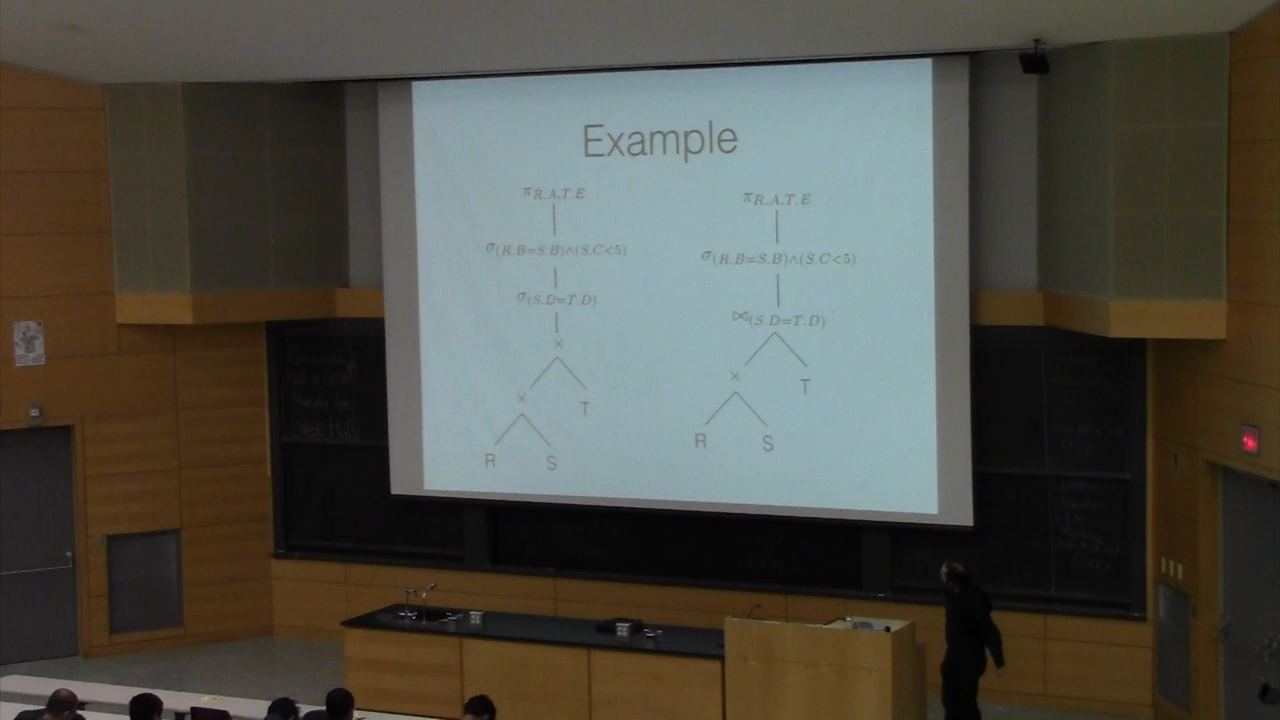 Example
πR.A,T.E
σ(R.B=S.B)∧(S.C<5)
σ(S.D=T.D)
×
×
T
R S
πR.A,T.E
σ(R.B=S.B)∧(S.C<5)
⋈(S.D=T.D)
×
T
R S